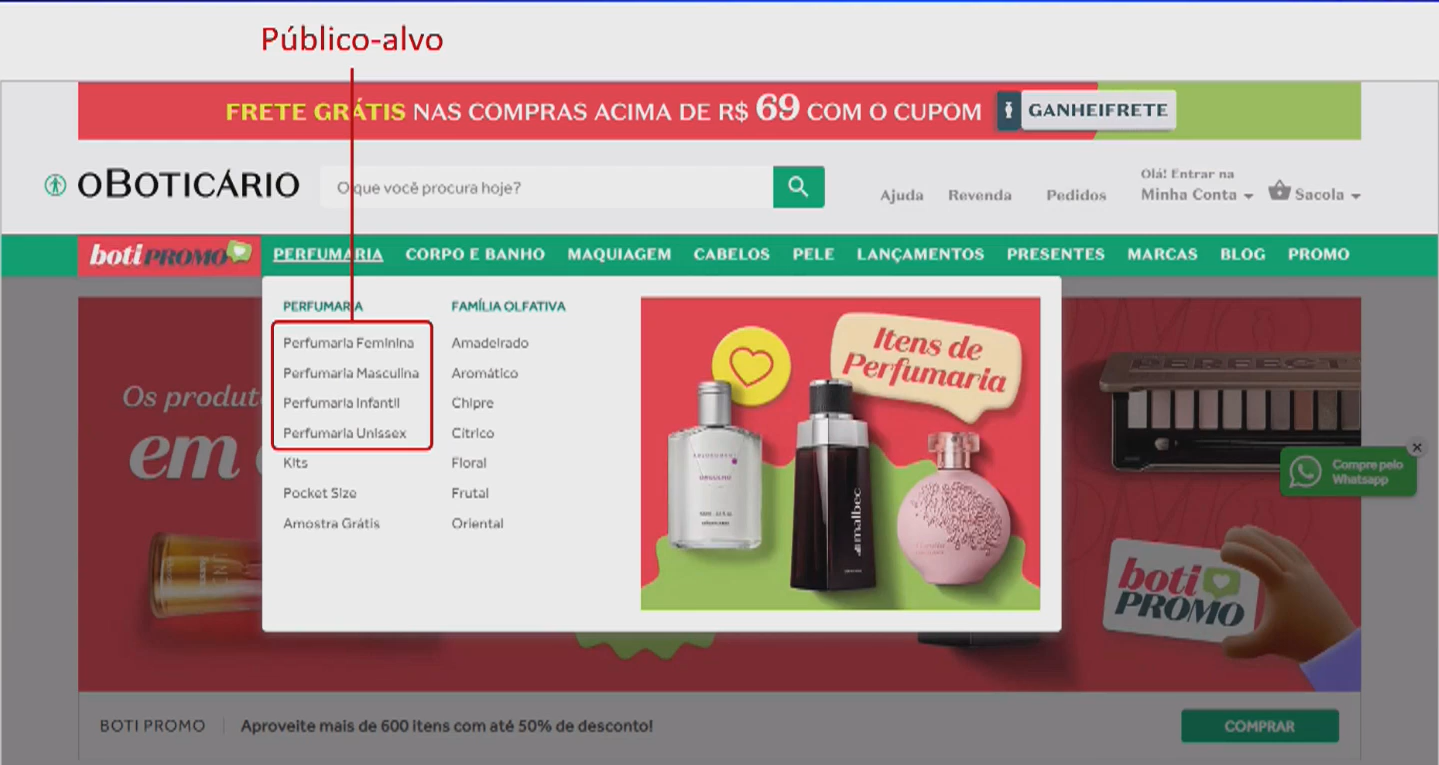 Público-alvo
FRETE GRÁTIS NAS COMPRAS ACIMA DE R$ 69 COM O CUPOM GANHEIFRETE
OBOTICÁRIO
O que você procura hoje?
Ajuda Revenda Pedidos
Olá! Entrar na
Minha Conta
Sacola
boti PROMO
PERFUMARIA CORPO E BANHO MAQUIAGEM CABELOS PELE LANÇAMENTOS PRESENTES MARCAS BLOG PROMO
PERFUMARIA
Perfumaria Feminina
Perfumaria Masculina
Perfumaria Infantil
Perfumaria Unissex
Kits
Pocket Size
Amostra Grátis
FAMÍLIA OLFATIVA
Amadeirado
Aromático
Chipre
Cítrico
Floral
Frutal
Oriental
Itens de
Perfumaria
malbec
Os produt
em
PERFECT
Compre pelo
Whatsapp
boti
PROMO
BOTI PROMO
Aproveite mais de 600 itens com até 50% de desconto!
COMPRAR